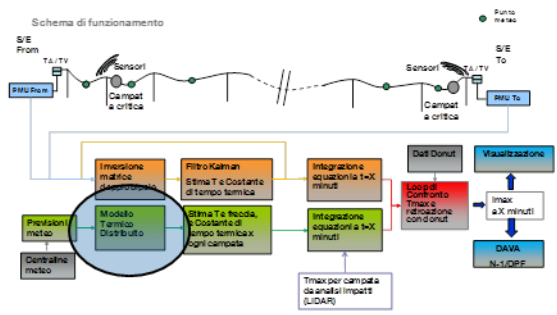 Schema di funzionamento
Punto
meteo
S/E
From
TA/TV
Sensori
Campat
a critica
PMU From
Sensori
TA/TV
S/E
To
Campat
a critica
PMU To
Inversione
matrice
Filtro Kalman
Stima T e Costante
di tempo termica
Integrazione
equazioni a t=X
minuti
Dati Donut
Visualizzazione
Loop di
Confronto
Tmax e
retroazione
con donut
Imax
a X minuti
Previsioni
meteo
Modello
Termico
Distribuito
Stima T e freccia,
e Costante di
tempo termica x
ogni campata
Integrazione
equazioni a t=X
minuti
Centraline
meteo
DAVA
N-1/DPF
Tmax per campata
da analisi impatti
(LIDAR)